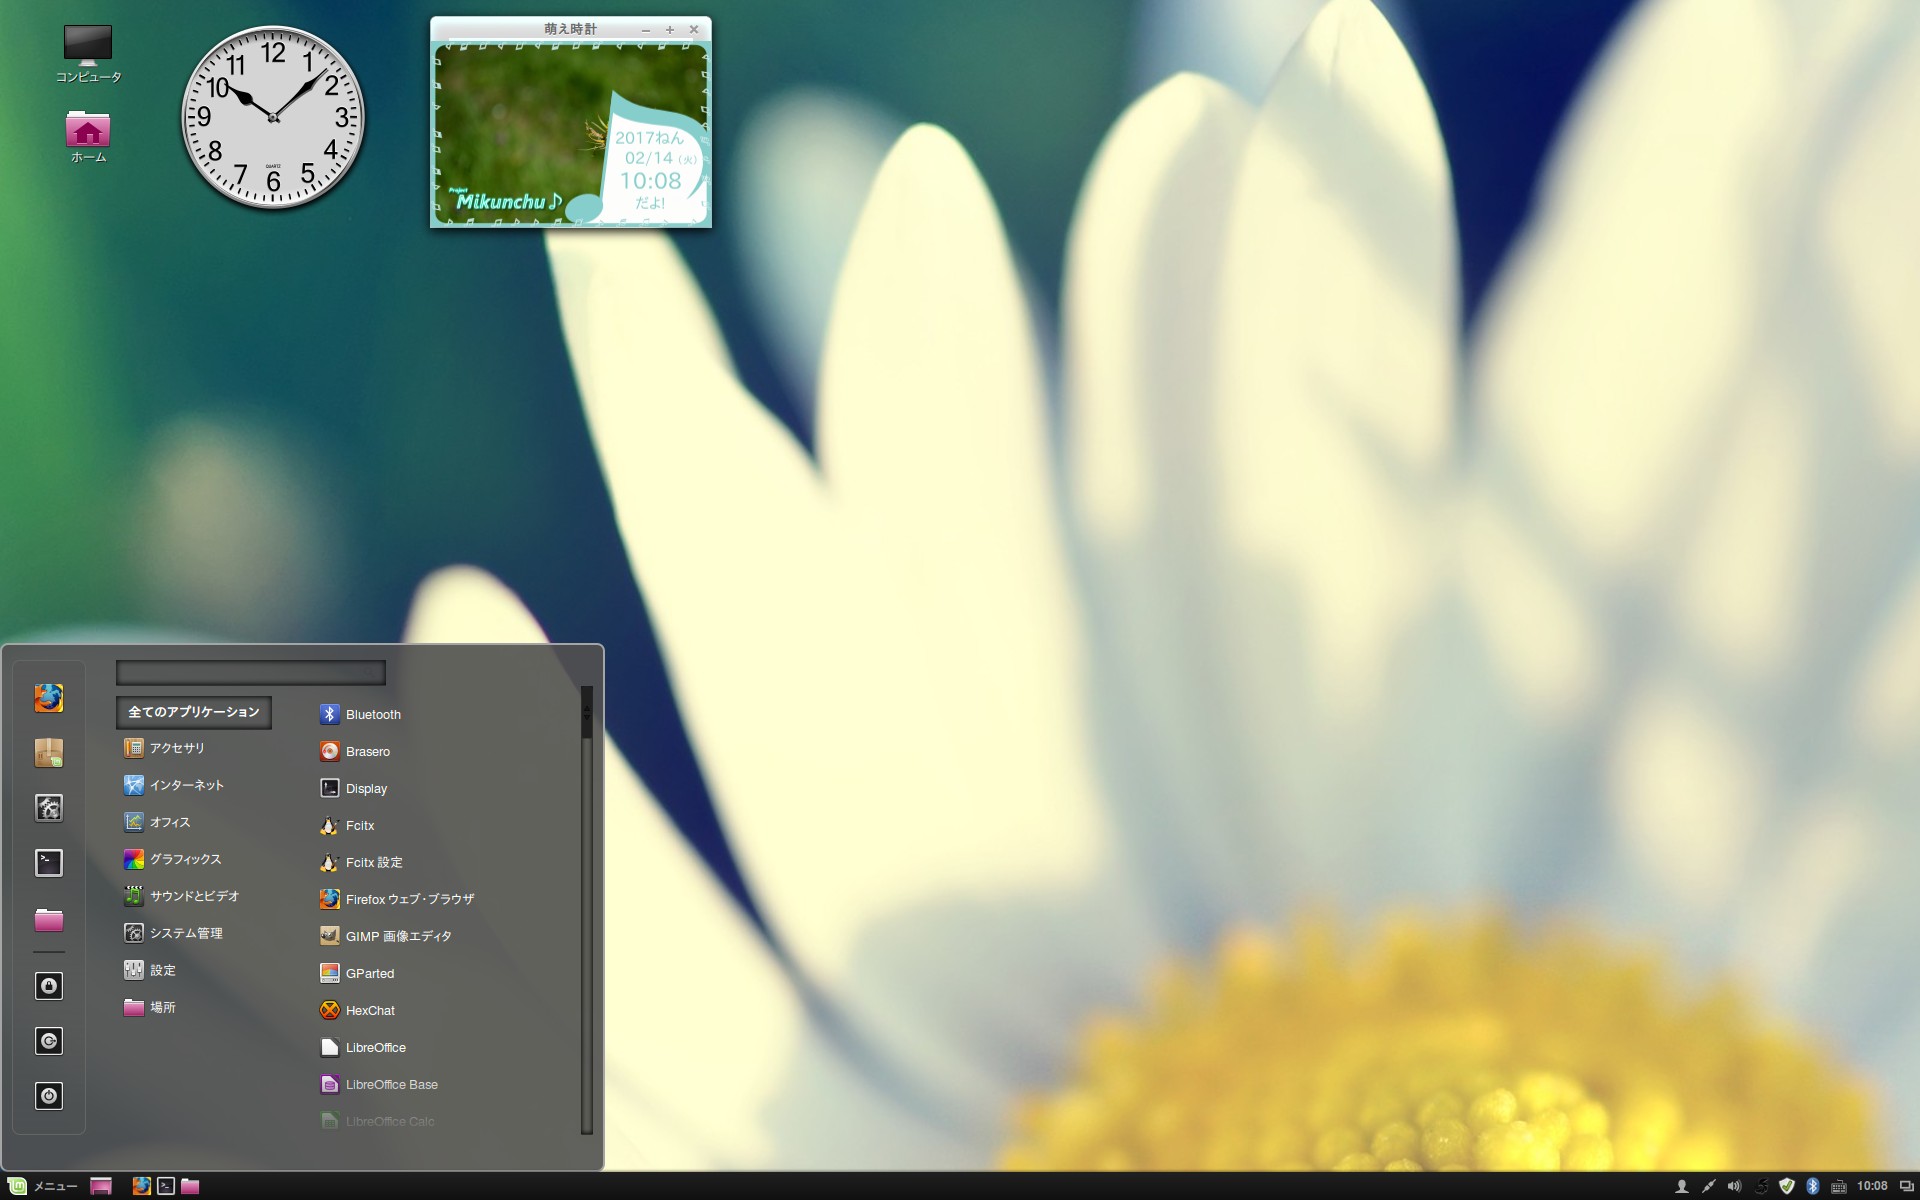 コンピュータ
ホーム
12
1
2
3
4
5
6
7
8
9
10
11
QUARTZ
萌え時計
2017ねん
02/14 (火)
10:08
だよ!
Project
Mikunchu♪
全てのアプリケーション
アクセサリ
インターネット
オフィス
グラフィックス
サウンドとビデオ
システム管理
設定
場所
Bluetooth
Brasero
Display
Fcitx
Fcitx 設定
Firefox ウェブ・ブラウザ
GIMP 画像エディタ
GParted
HexChat
LibreOffice
LibreOffice Base
LibreOffice Calc
メニュー
10:08